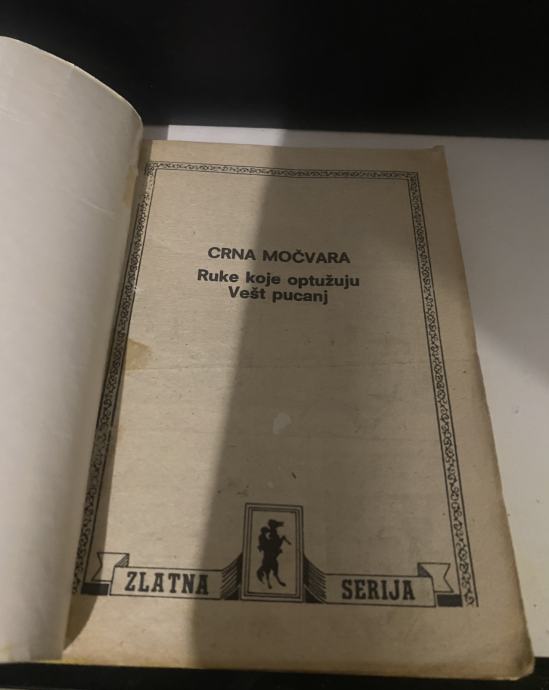 CRNA MOČVARA
Ruke koje optužuju
Vešt pucanj
ZLATNA SERIJA